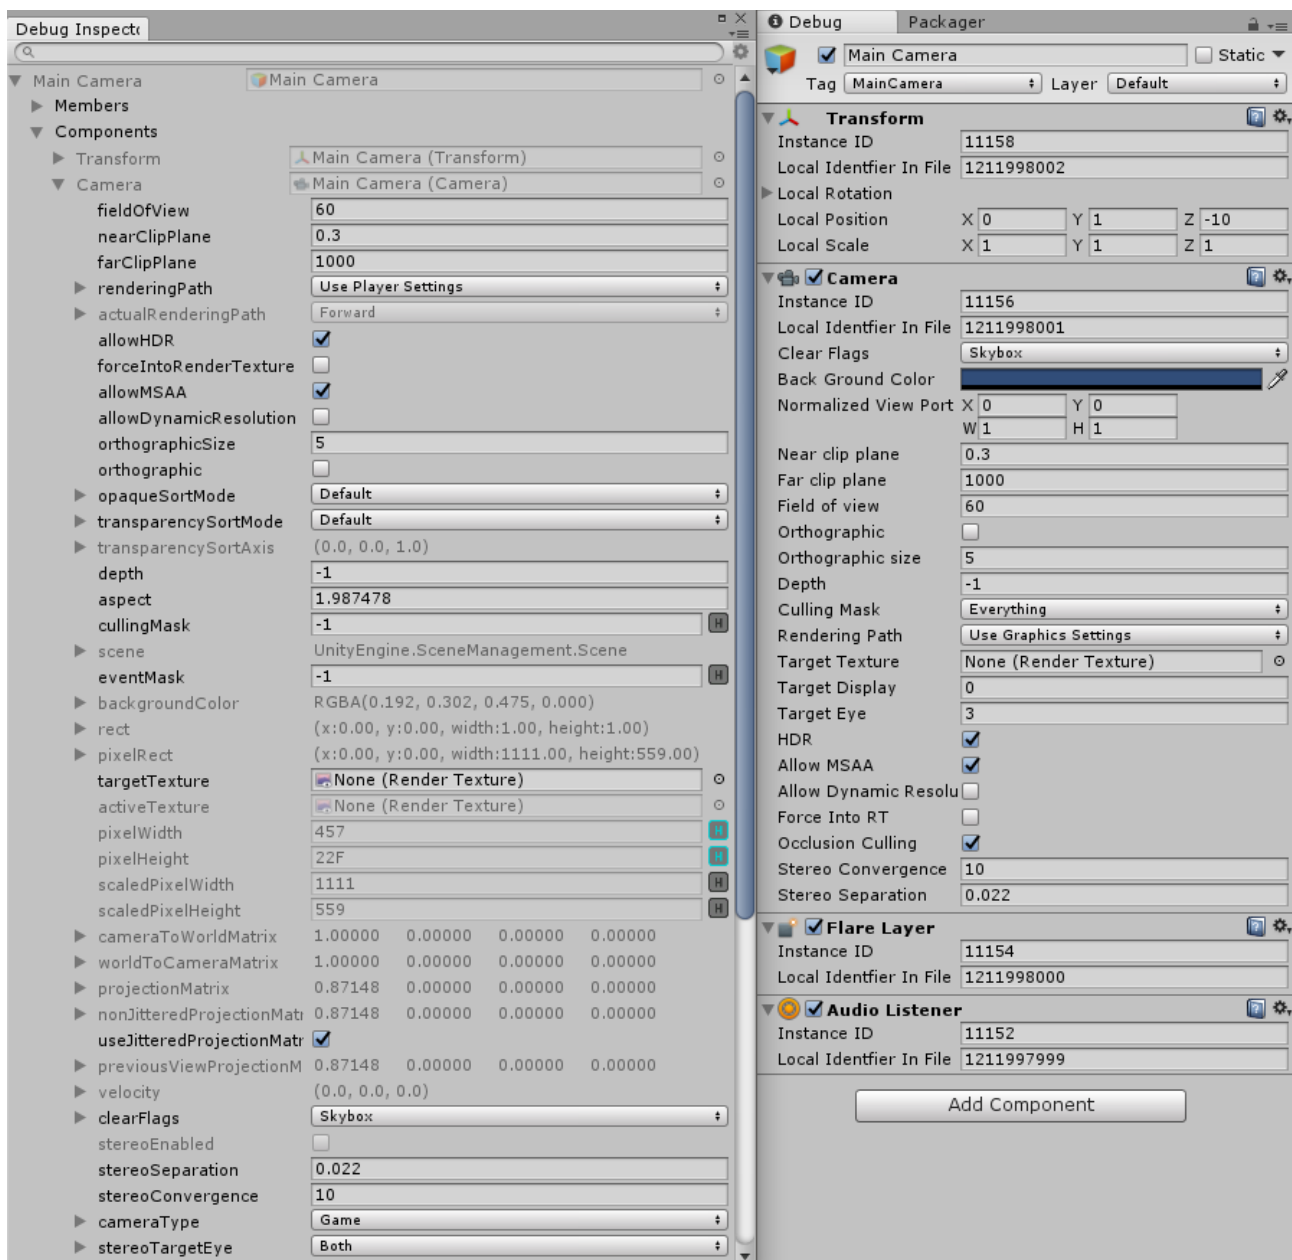 Debug Inspecto
Main Camera Main Camera
Members
Components
Transform Main Camera (Transform)
Camera Main Camera (Camera)
fieldOfView 60
nearClipPlane 0.3
farClipPlane 1000
renderingPath Use Player Settings
actualRenderingPath Forward
allowHDR
forceIntoRenderTexture
allowMSAA
allowDynamicResolution
orthographicSize 5
orthographic
opaqueSortMode Default
transparencySortMode Default
transparencySortAxis (0.0, 0.0, 1.0)
depth -1
aspect 1.987478
cullingMask -1 H
scene UnityEngine.SceneManagement.Scene
eventMask -1 H
backgroundColor RGBA(0.192, 0.302, 0.475, 0.000)
rect (x:0.00, y:0.00, width:1.00, height:1.00)
pixelRect (x:0.00, y:0.00, width:1111.00, height:559.00)
targetTexture None (Render Texture)
activeTexture None (Render Texture)
pixelWidth 457 H
pixelHeight 22F H
scaledPixelWidth 1111 H
scaledPixelHeight 559 H
cameraToWorldMatrix 1.00000 0.00000 0.00000 0.00000
worldToCameraMatrix 1.00000 0.00000 0.00000 0.00000
projectionMatrix 0.87148 0.00000 0.00000 0.00000
nonJitteredProjectionMatr 0.87148 0.00000 0.00000 0.00000
useJitteredProjectionMatr
previousViewProjectionM 0.87148 0.00000 0.00000 0.00000
velocity (0.0, 0.0, 0.0)
clearFlags Skybox
stereoEnabled
stereoSeparation 0.022
stereoConvergence 10
cameraType Game
stereoTargetEye Both
Debug Packager
Main Camera Static
Tag MainCamera Layer Default
Transform
Instance ID 11158
Local Identfier In File 1211998002
Local Rotation
Local Position X 0 Y 1 Z -10
Local Scale X 1 Y 1 Z 1
Camera
Instance ID 11156
Local Identfier In File 1211998001
Clear Flags Skybox
Back Ground Color
Normalized View Port X 0 Y 0
W 1 H 1
Near clip plane 0.3
Far clip plane 1000
Field of view 60
Orthographic
Orthographic size 5
Depth -1
Culling Mask Everything
Rendering Path Use Graphics Settings
Target Texture None (Render Texture)
Target Display 0
Target Eye 3
HDR
Allow MSAA
Allow Dynamic Resolu
Force Into RT
Occlusion Culling
Stereo Convergence 10
Stereo Separation 0.022
Flare Layer
Instance ID 11154
Local Identfier In File 1211998000
Audio Listener
Instance ID 11152
Local Identfier In File 1211997999
Add Component